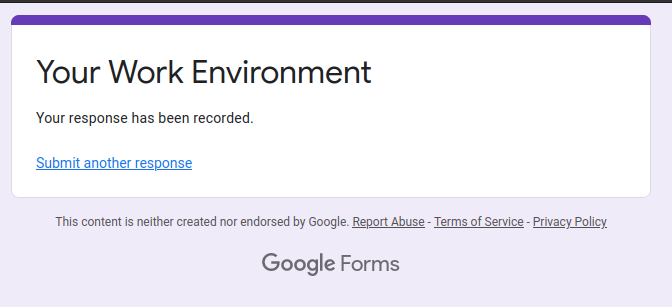 Your Work Environment
Your response has been recorded.
Submit another response
This content is neither created nor endorsed by Google. Report Abuse - Terms of Service - Privacy Policy
Google Forms